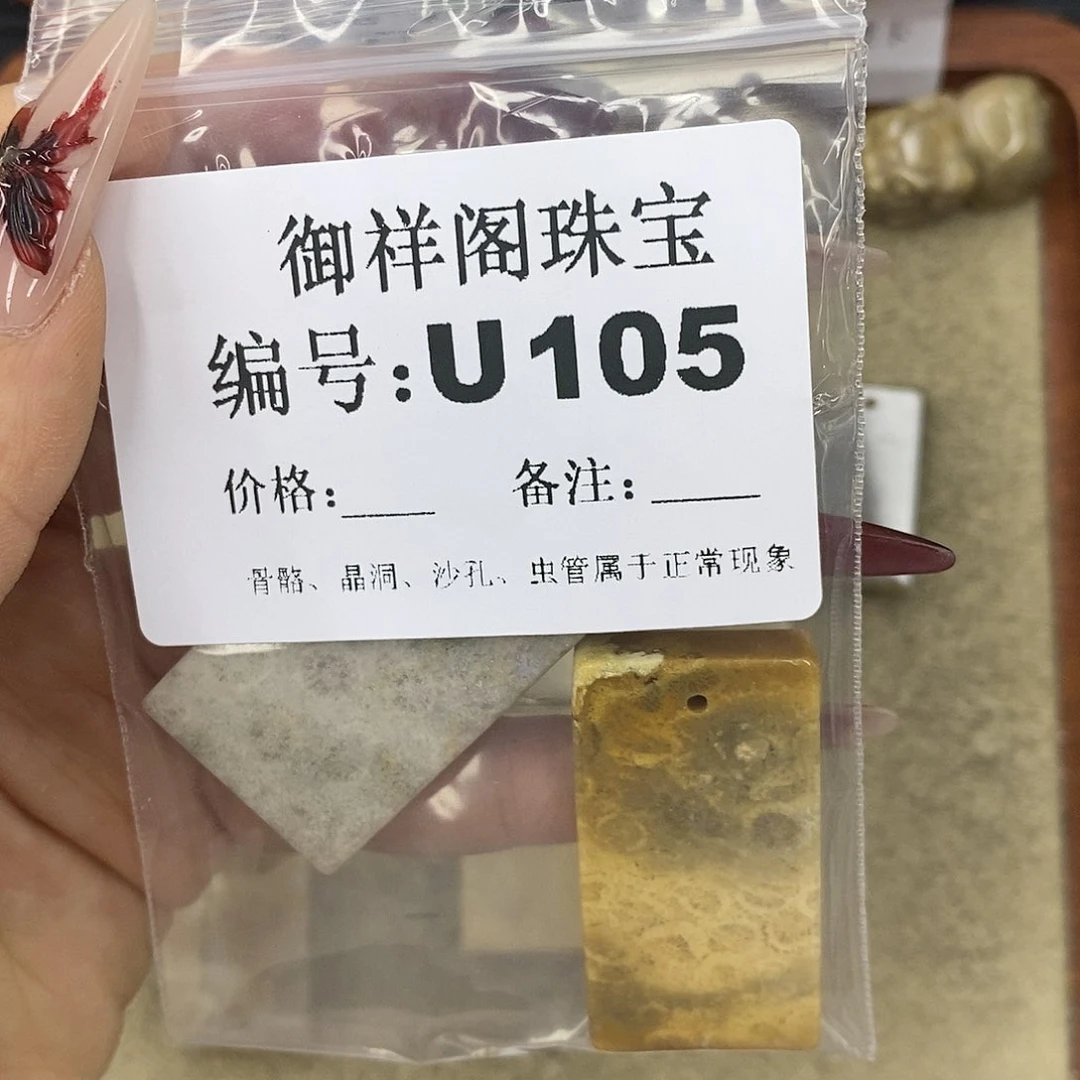 御祥阁珠宝
编号:U105
价格:____ 备注:____
骨骼、晶洞、沙孔、虫管属于正常现象